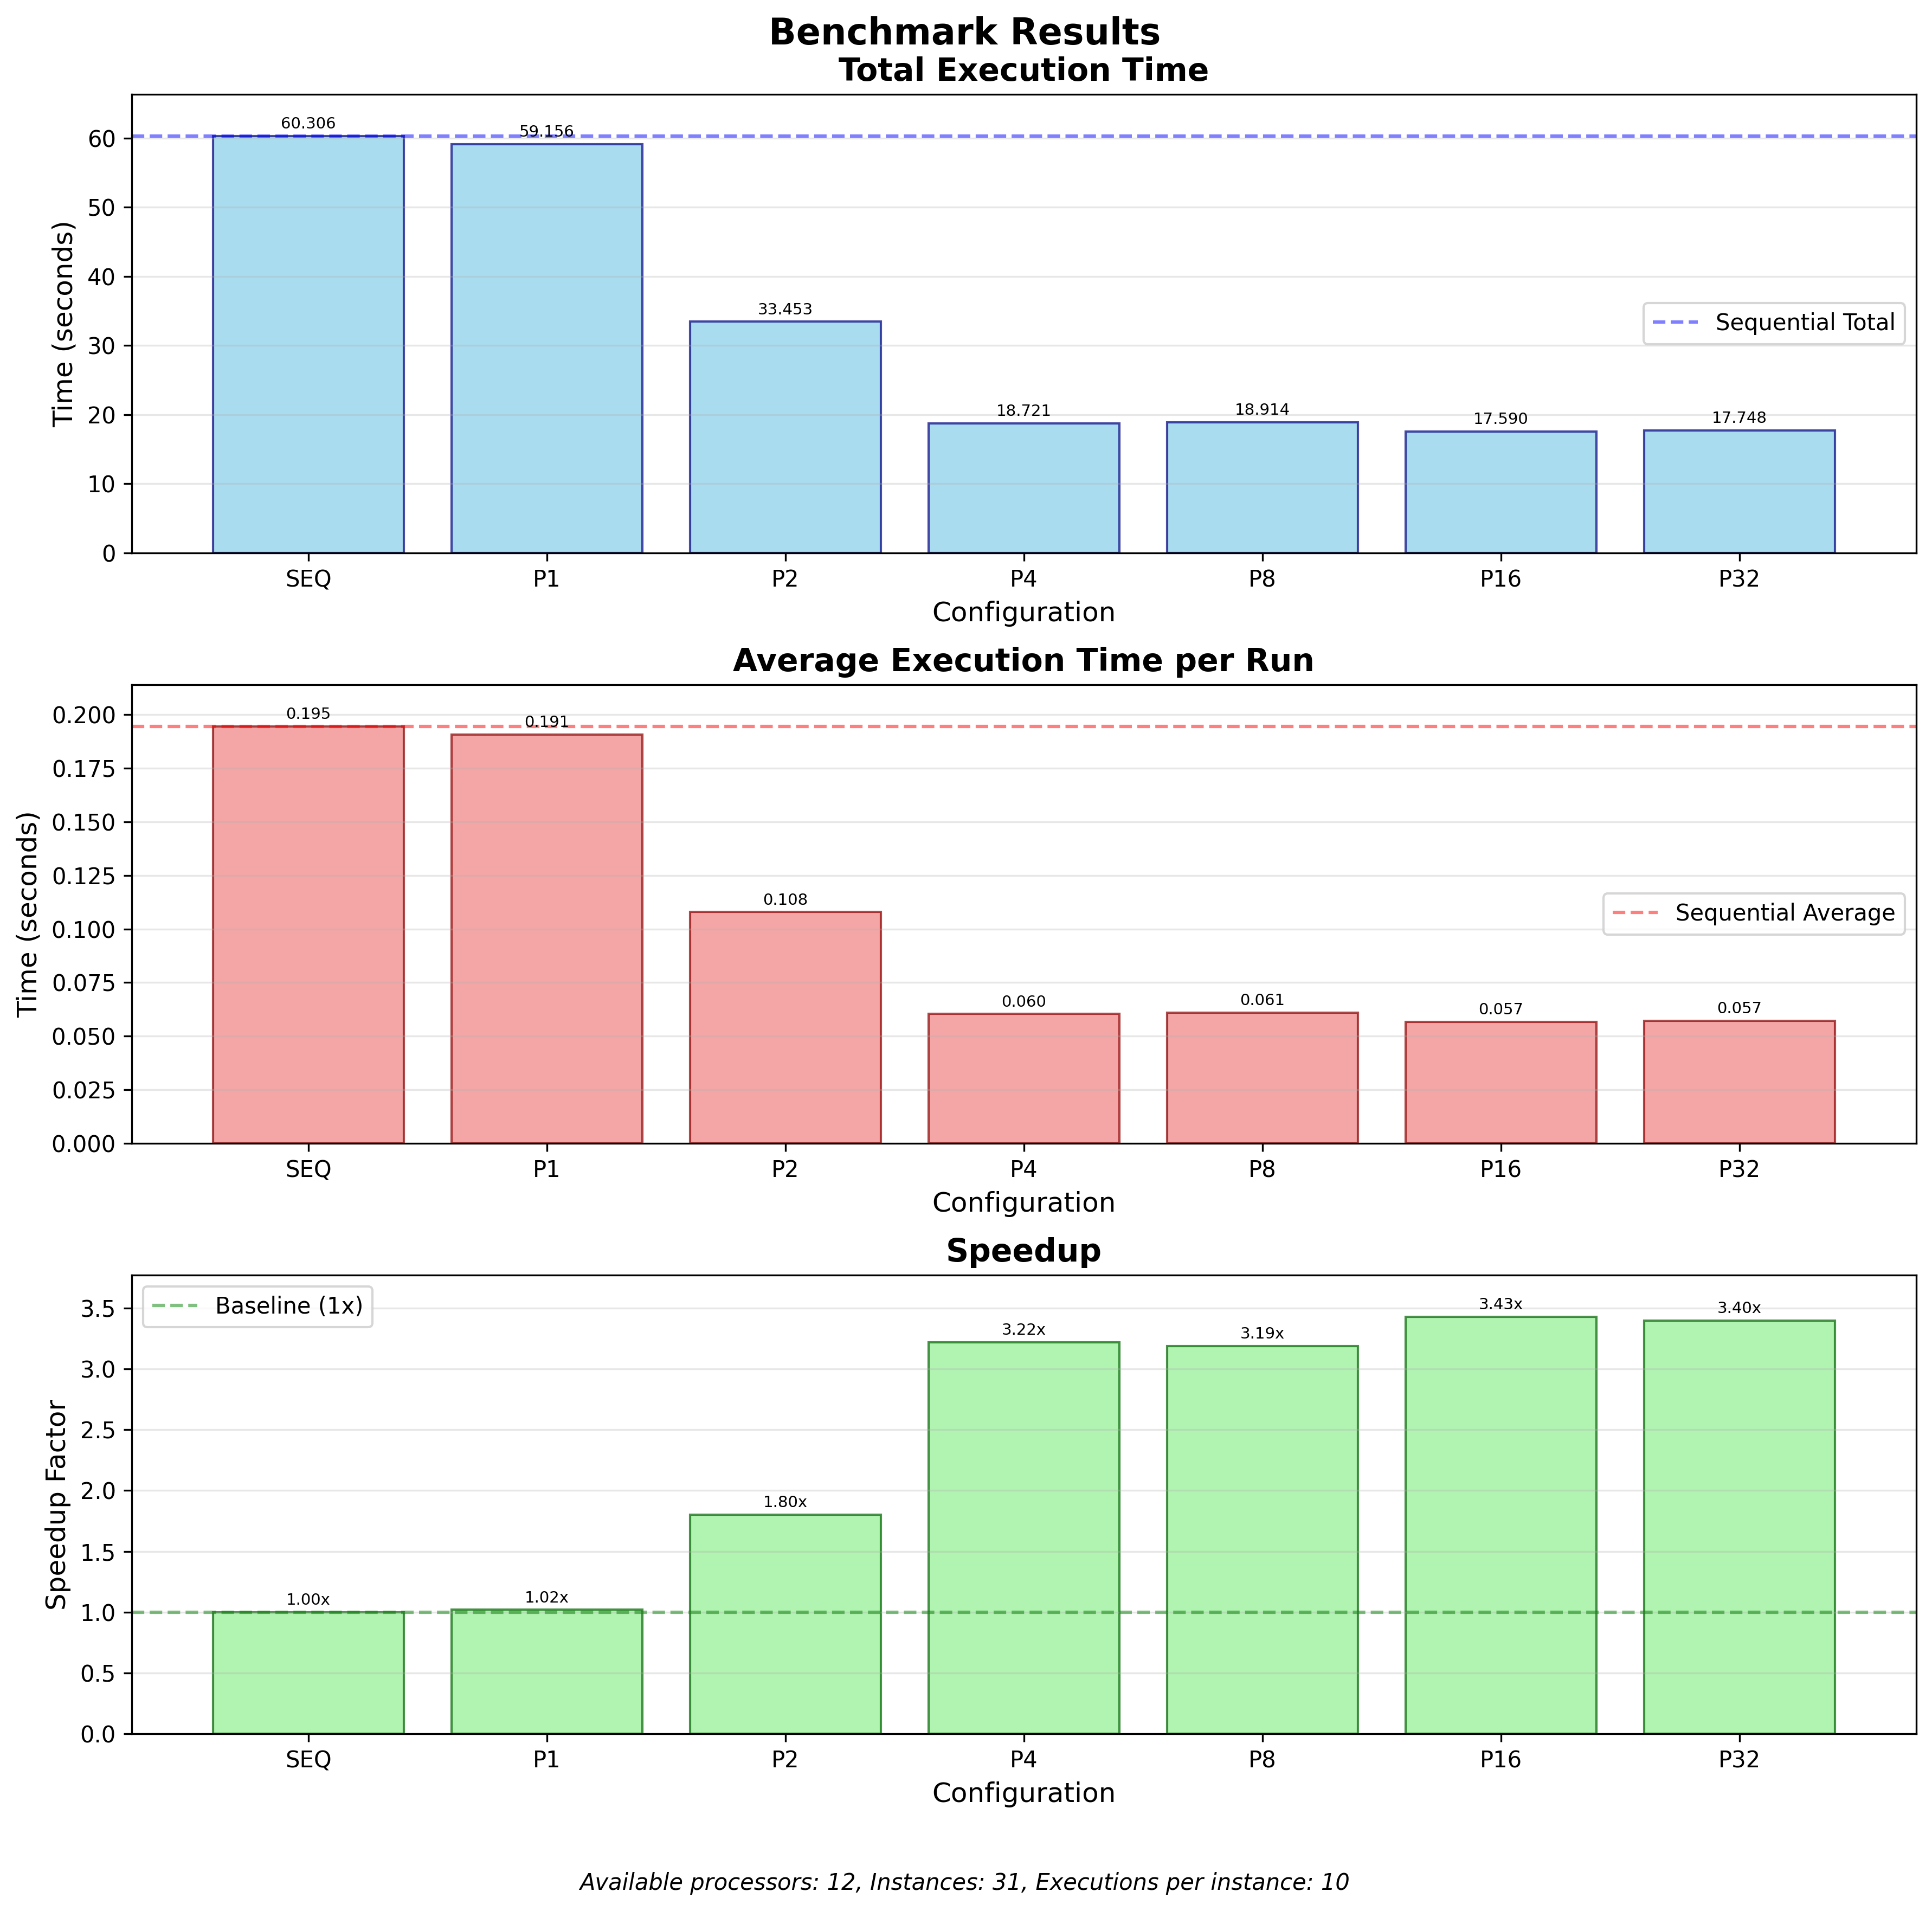 Benchmark Results
Total Execution Time
60.306
59.156
33.453
18.721
18.914
17.590
17.748
Time (seconds)
60
50
40
30
20
10
0
Sequential Total
SEQ P1 P2 P4 P8 P16 P32
Configuration
Average Execution Time per Run
0.195
0.191
0.108
0.060
0.061
0.057
0.057
Time (seconds)
0.200
0.175
0.150
0.125
0.100
0.075
0.050
0.025
0.000
Sequential Average
SEQ P1 P2 P4 P8 P16 P32
Configuration
Speedup
Baseline (1x)
1.00x
1.02x
1.80x
3.22x
3.19x
3.43x
3.40x
Speedup Factor
3.5
3.0
2.5
2.0
1.5
1.0
0.5
0.0
SEQ P1 P2 P4 P8 P16 P32
Configuration
Available processors: 12, Instances: 31, Executions per instance: 10